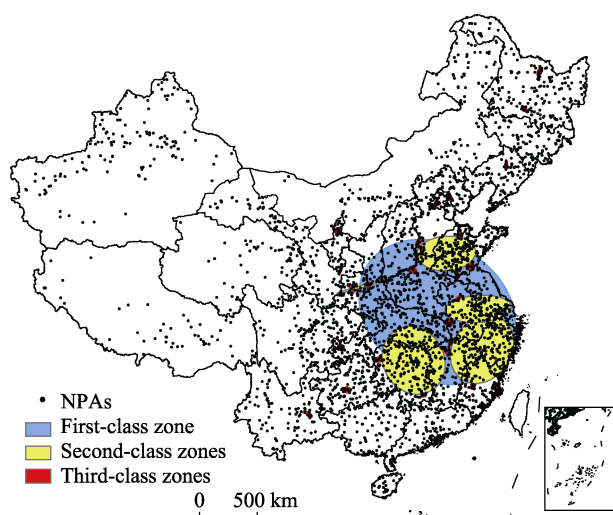 NPAs
First-class zone
Second-class zones
Third-class zones
0 500 km